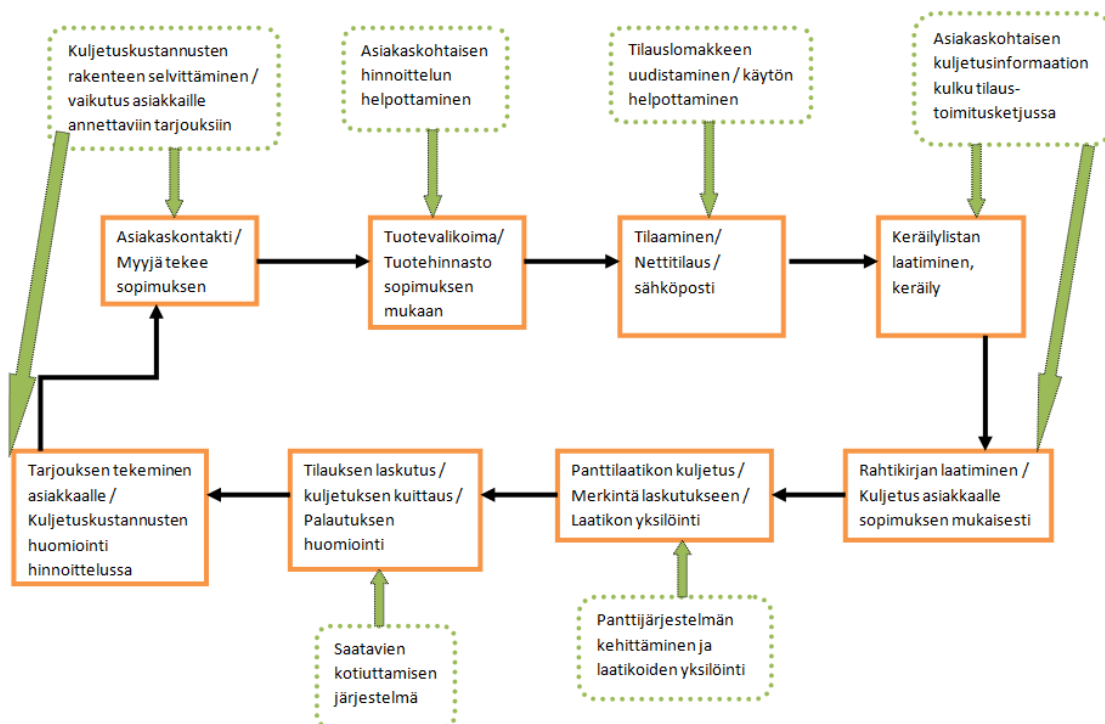 Kuljetuskustannusten
rakenteen selvittäminen /
vaikutus asiakkaille
annettaviin tarjouksiin
Asiakaskohtaisen
hinnoittelun
helpottaminen
Tilauslomakkeen
uudistaminen / käytön
helpottaminen
Asiakaskohtaisen
kuljetusinformaation
kulku tilaus-
toimitusketjussa
Asiakaskontakti /
Myyjä tekee
sopimuksen
Tuotevalikoima/
Tuotehinnasto
sopimuksen
mukaan
Tilaaminen/
Nettitilaus /
sähköposti
Keräilylistan
laatiminen,
keräily
Tarjouksen tekeminen
asiakkaalle /
Kuljetuskustannusten
huomiointi
hinnoittelussa
Tilauksen laskutus /
kuljetuksen kuittaus /
Palautuksen
huomiointi
Panttilaatikon kuljetus /
Merkintä laskutukseen /
Laatikon yksilöinti
Rahtikirjan laatiminen /
Kuljetus asiakkaalle
sopimuksen mukaisesti
Saatavien
kotiuttamisen
järjestelmä
Panttijärjestelmän
kehittäminen ja
laatikoiden yksilöinti